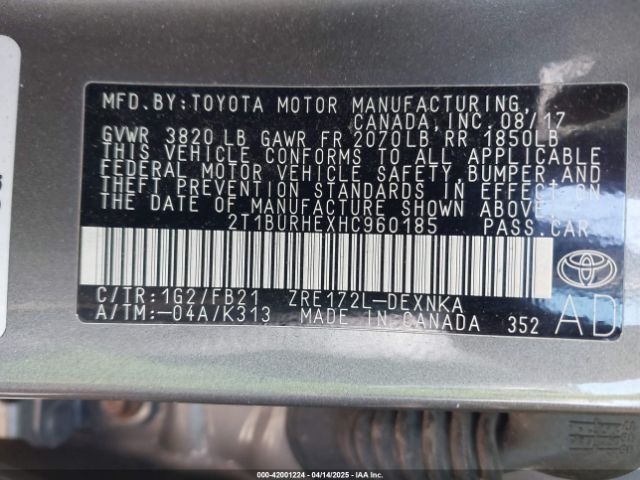 MFD. BY: TOYOTA MOTOR MANUFACTURING,
CANADA, INC. 08/17
GVWR 3820 LB GAWR FR 2070LB RR 1850LB
THIS VEHICLE CONFORMS TO ALL APPLICABLE
FEDERAL MOTOR VEHICLE SAFETY, BUMPER, AND
THEFT PREVENTION STANDARDS IN EFFECT ON
THE DATE OF MANUFACTURE SHOWN ABOVE.
2T1BURHEXHC960185 PASS. CAR
C/TR: 1G2/FB21 ZRE172L-DEXNKA
A/TM: -04A/K313 MADE IN CANADA 352
AD
000-42001224 - 04/14/2025 - IAAI, Inc.